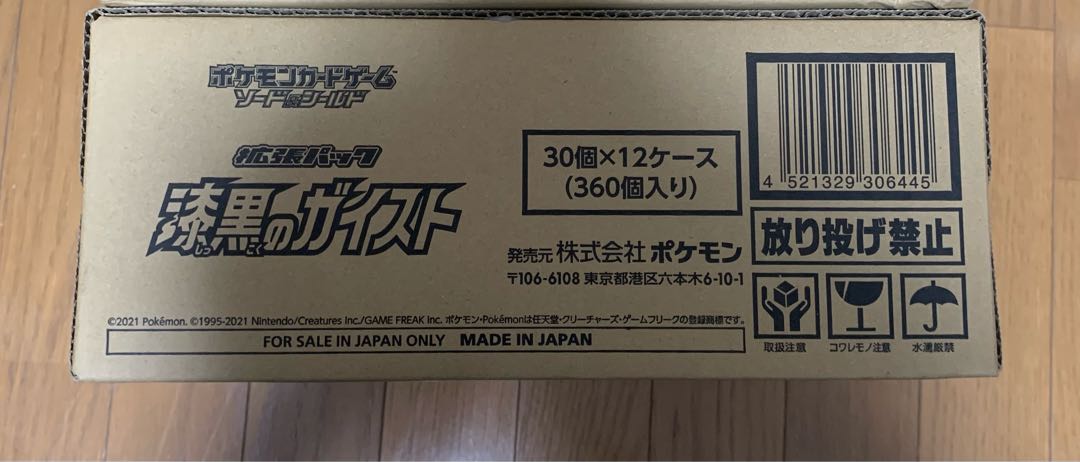 ポケモンカードゲーム
ソード&シールド
拡張パック
漆黒のガイスト
しっ こく
30個×12ケース
(360個入り)
発売元 株式会社 ポケモン
〒106-6108 東京都港区六本木6-10-1
4 521329 306445
放り投げ禁止
取扱注意 コワレモノ注意 水濡厳禁
©2021 Pokémon. ©1995-2021 Nintendo/Creatures Inc./GAME FREAK inc. ポケモン・Pokémonは任天堂・クリーチャーズ・ゲームフリークの登録商標です。
FOR SALE IN JAPAN ONLY MADE IN JAPAN